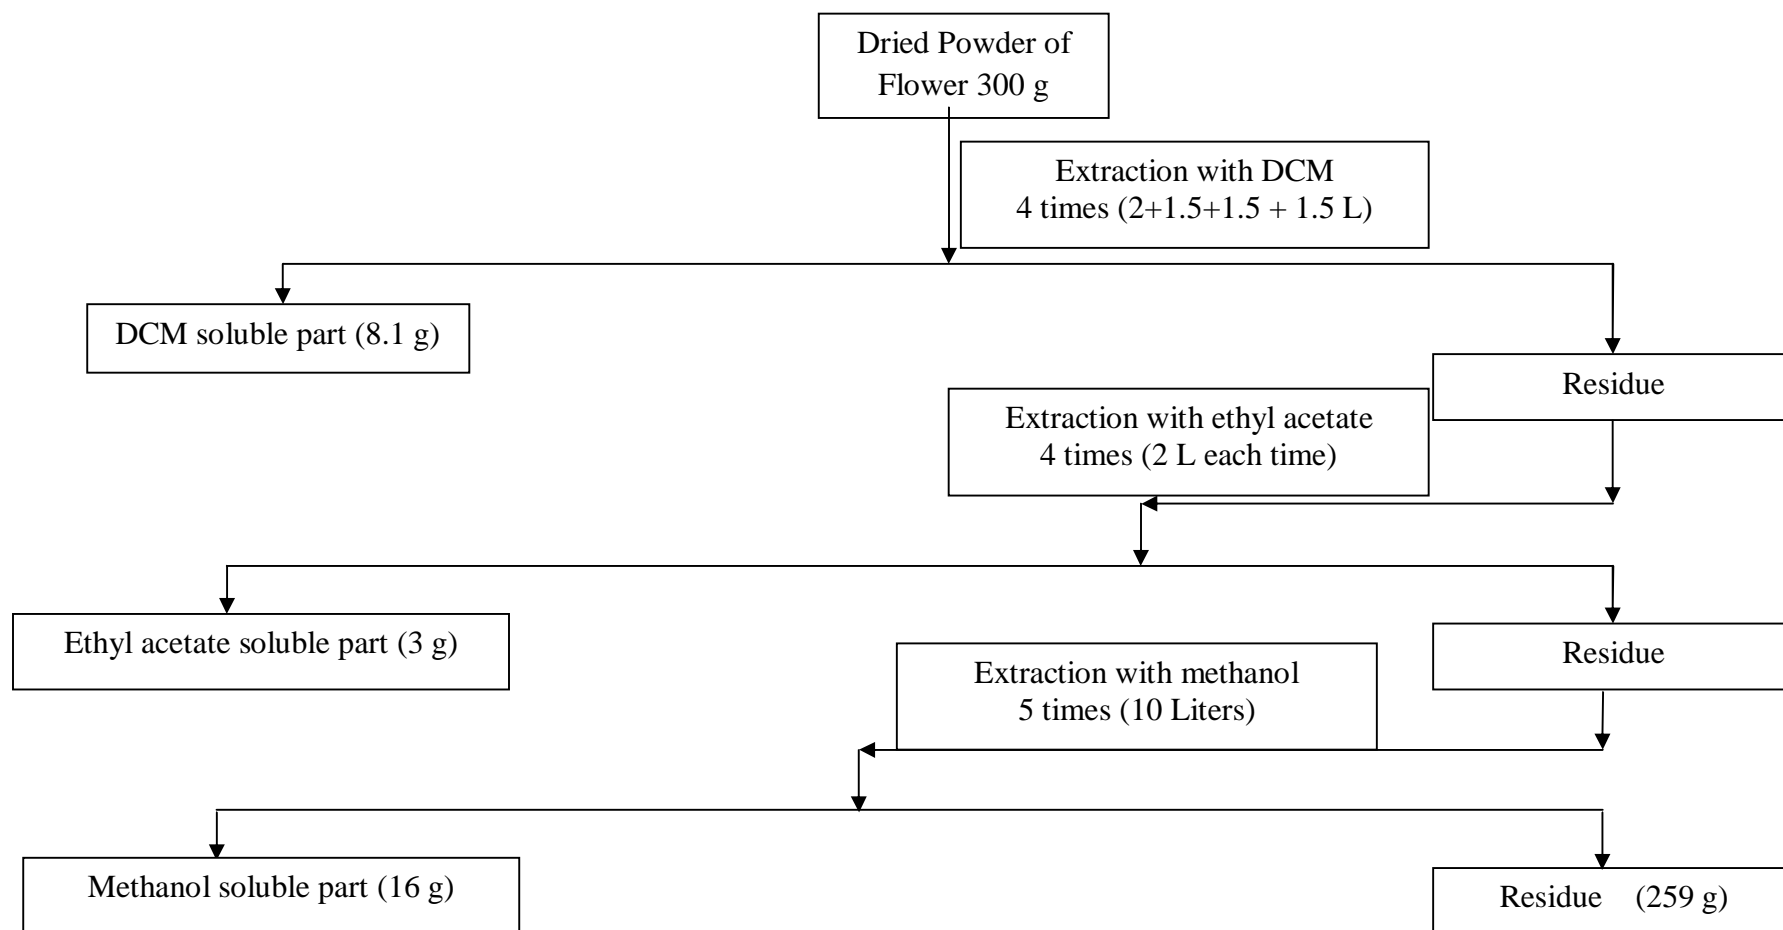 Dried Powder of
Flower 300 g
Extraction with DCM
4 times (2+1.5+1.5 + 1.5 L)
DCM soluble part (8.1 g)
Residue
Extraction with ethyl acetate
4 times (2 L each time)
Ethyl acetate soluble part (3 g)
Residue
Extraction with methanol
5 times (10 Liters)
Methanol soluble part (16 g)
Residue (259 g)